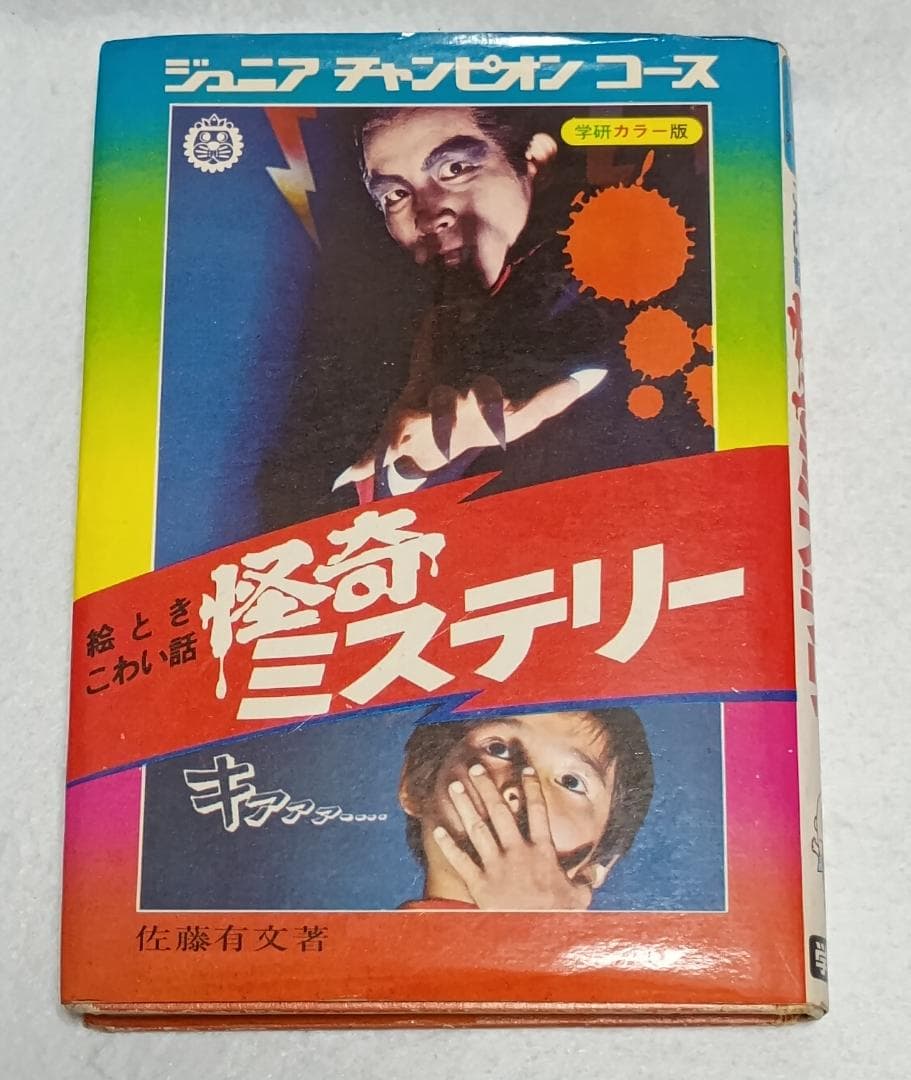 ジュニア チャンピオン コース
学研カラー版
絵とき
こわい話
怪奇
ミステリー
キァァァ‥‥
佐藤有文著